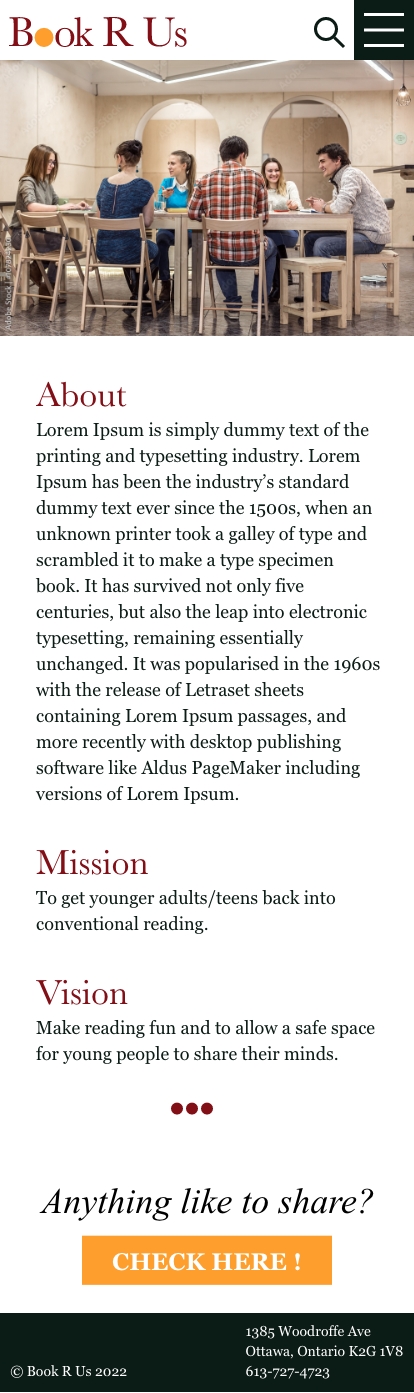 Book R Us
Adobe Stock
About
Lorem Ipsum is simply dummy text of the
printing and typesetting industry. Lorem
Ipsum has been the industry’s standard
dummy text ever since the 1500s, when an
unknown printer took a galley of type and
scrambled it to make a type specimen
book. It has survived not only five
centuries, but also the leap into electronic
typesetting, remaining essentially
unchanged. It was popularised in the 1960s
with the release of Letraset sheets
containing Lorem Ipsum passages, and
more recently with desktop publishing
software like Aldus PageMaker including
versions of Lorem Ipsum.
Mission
To get younger adults/teens back into
conventional reading.
Vision
Make reading fun and to allow a safe space
for young people to share their minds.
Anything like to share?
CHECK HERE !
1385 Woodroffe Ave
Ottawa, Ontario K2G 1V8
© Book R Us 2022 613-727-4723